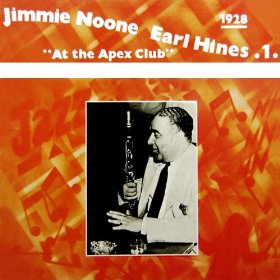 Jimmie Noone Earl Hines .1.
1928
"At the Apex Club"